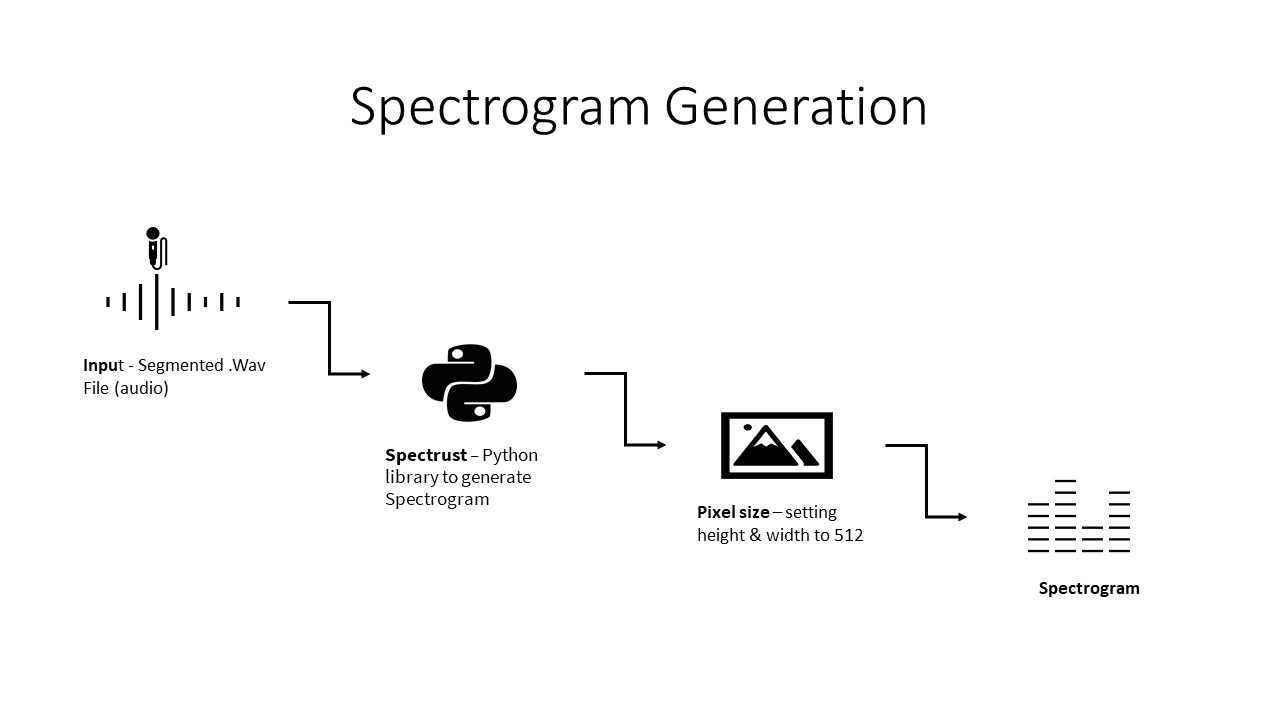 Spectrogram Generation
Input - Segmented .Wav
File (audio)
Spectrust – Python
library to generate
Spectrogram
Pixel size – setting
height & width to 512
Spectrogram